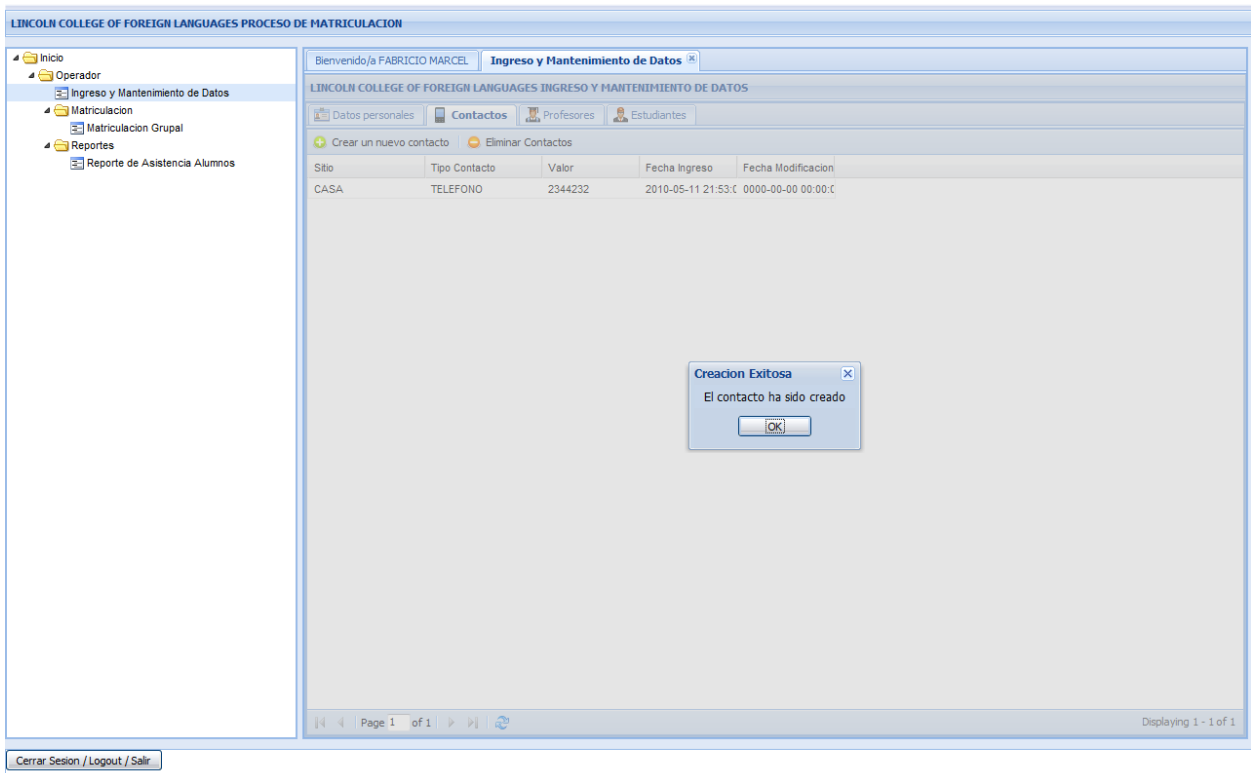 LINCOLN COLLEGE OF FOREIGN LANGUAGES PROCESO DE MATRICULACION
Inicio
Operador
Ingreso y Mantenimiento de Datos
Matriculacion
Matriculacion Grupal
Reportes
Reporte de Asistencia Alumnos
Bienvenido/a FABRICIO MARCEL Ingreso y Mantenimiento de Datos
LINCOLN COLLEGE OF FOREIGN LANGUAGES INGRESO Y MANTENIMIENTO DE DATOS
Datos personales Contactos Profesores Estudiantes
Crear un nuevo contacto Eliminar Contactos
Sitio Tipo Contacto Valor Fecha Ingreso Fecha Modificacion
CASA TELEFONO 2344232 2010-05-11 21:53: 0000-00-00 00:00:
Creacion Exitosa
El contacto ha sido creado
OK
Page 1 of 1 Displaying 1 - 1 of 1
Cerrar Sesion / Logout / Salir